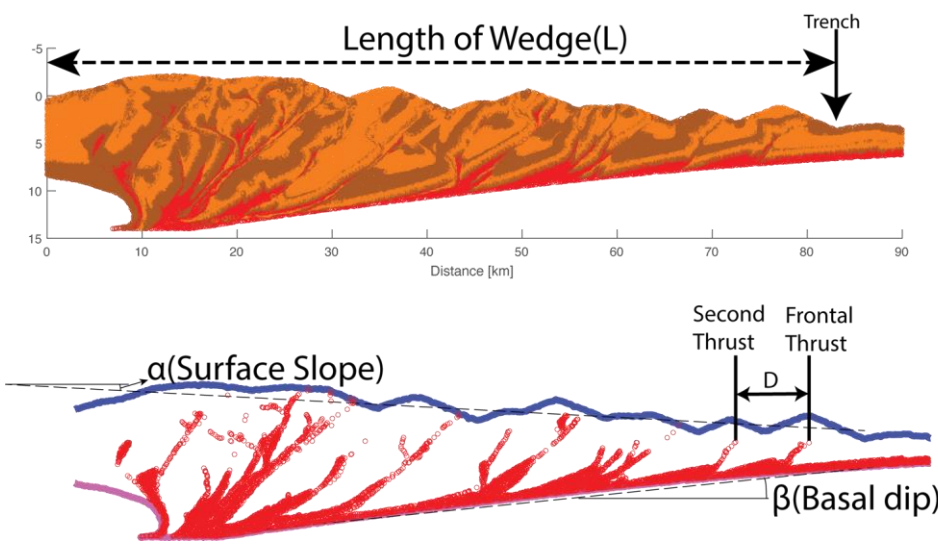 Trench
Length of Wedge(L)
-5
0
5
10
15
0 10 20 30 40 50 60 70 80 90
Distance [km]
Second Thrust
Frontal Thrust
D
α(Surface Slope)
β(Basal dip)